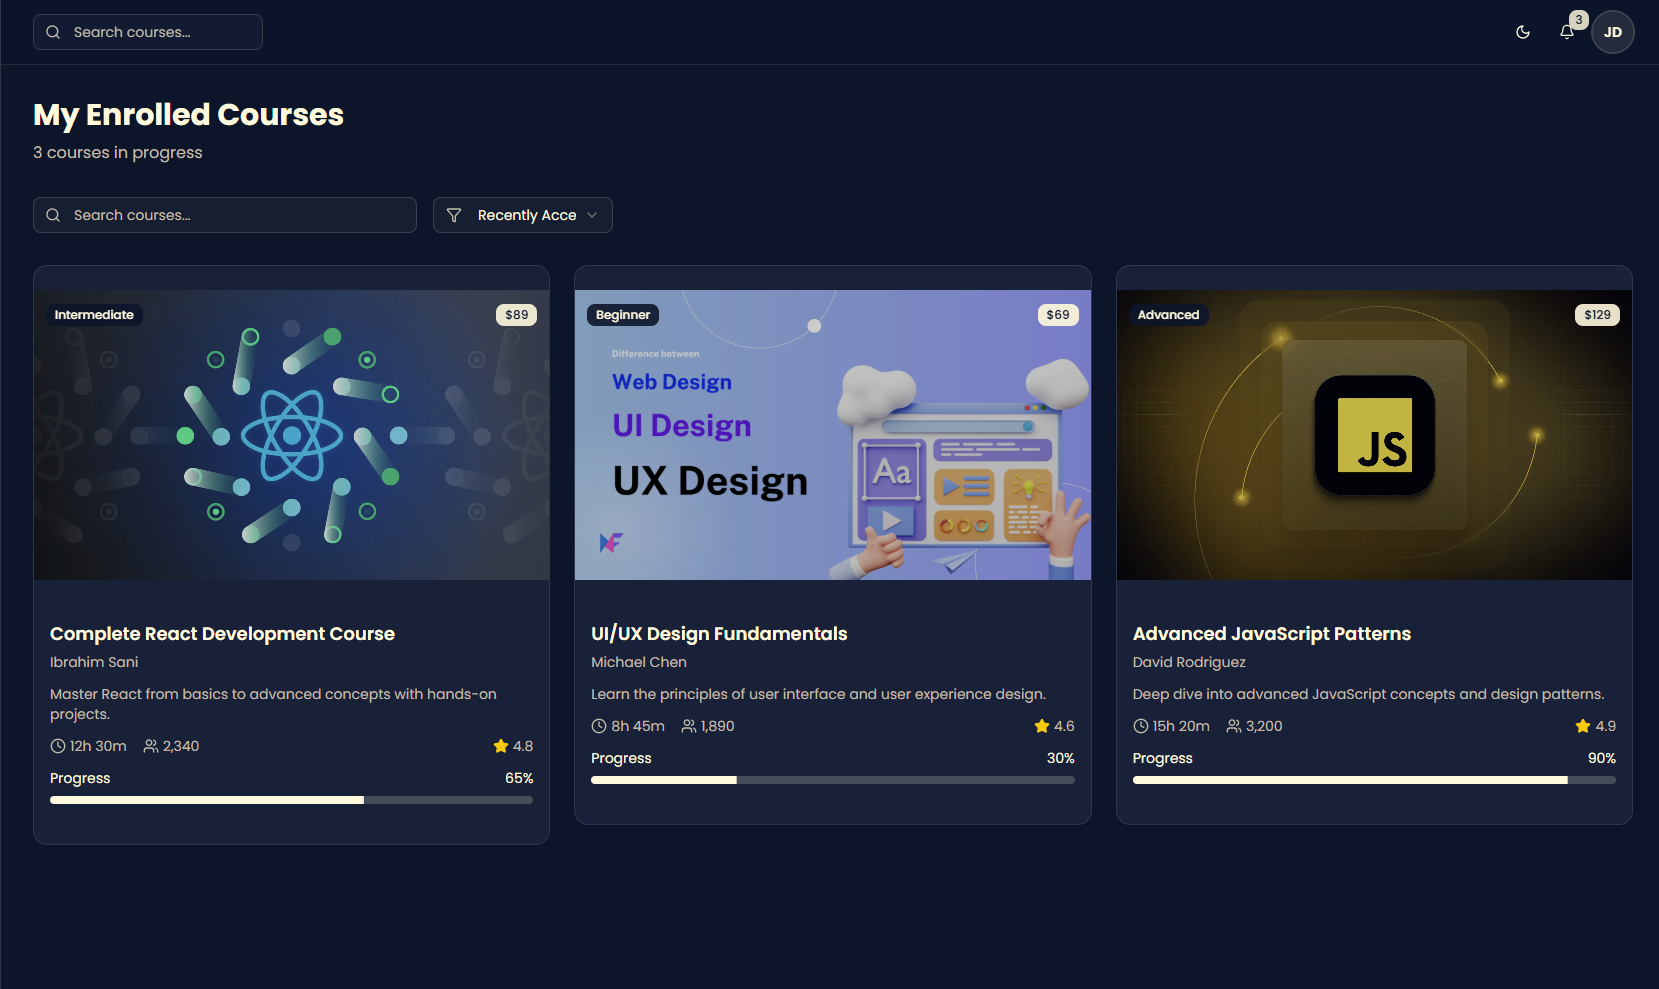 Search courses...
3
JD
My Enrolled Courses
3 courses in progress
Search courses...
Recently Acce
Intermediate
$89
Complete React Development Course
Ibrahim Sani
Master React from basics to advanced concepts with hands-on
projects.
12h 30m
2,340
4.8
Progress
65%
Beginner
$69
Difference between
Web Design
UI Design
UX Design
Aa
UI/UX Design Fundamentals
Michael Chen
Learn the principles of user interface and user experience design.
8h 45m
1,890
4.6
Progress
30%
Advanced
$129
JS
Advanced JavaScript Patterns
David Rodriguez
Deep dive into advanced JavaScript concepts and design patterns.
15h 20m
3,200
4.9
Progress
90%